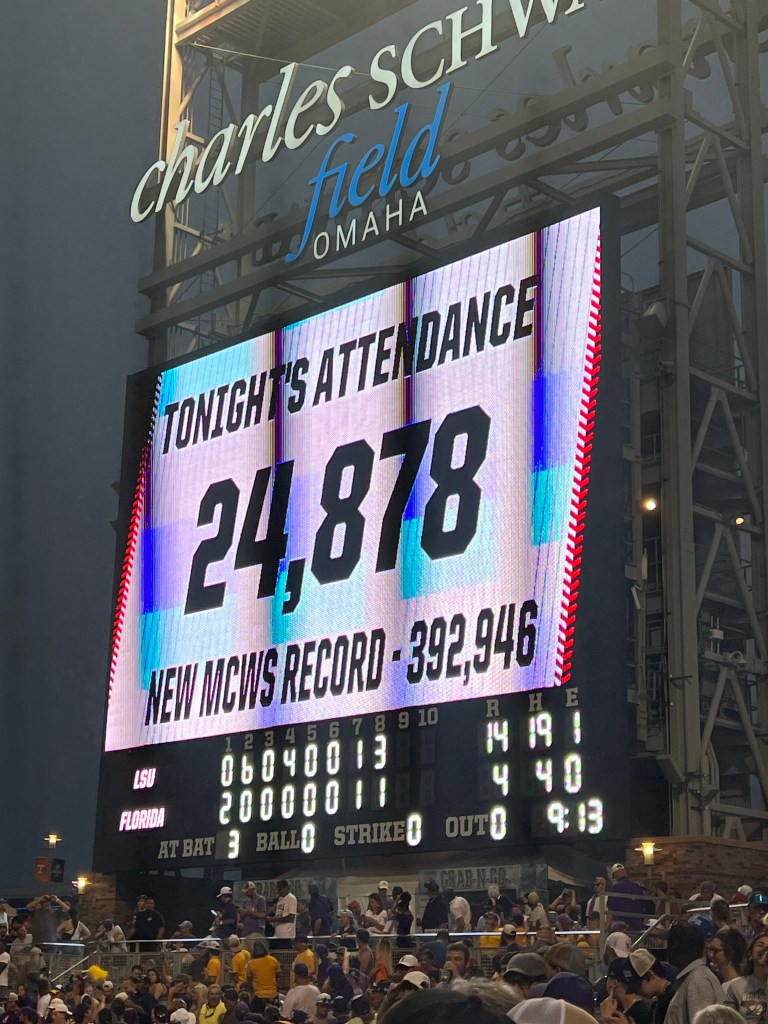 charles SCHW
field
OMAHA
TONIGHT'S ATTENDANCE
24,878
NEW MCWS RECORD - 392,946
1 2 3 4 5 6 7 8 9 10 R H E
LSU 0 6 0 4 0 0 1 3 14 19 1
FLORIDA 2 0 0 0 0 0 1 1 4 4 0
AT BAT 3 BALL 0 STRIKE 0 OUT 0 9:13
GRAB-N-GO